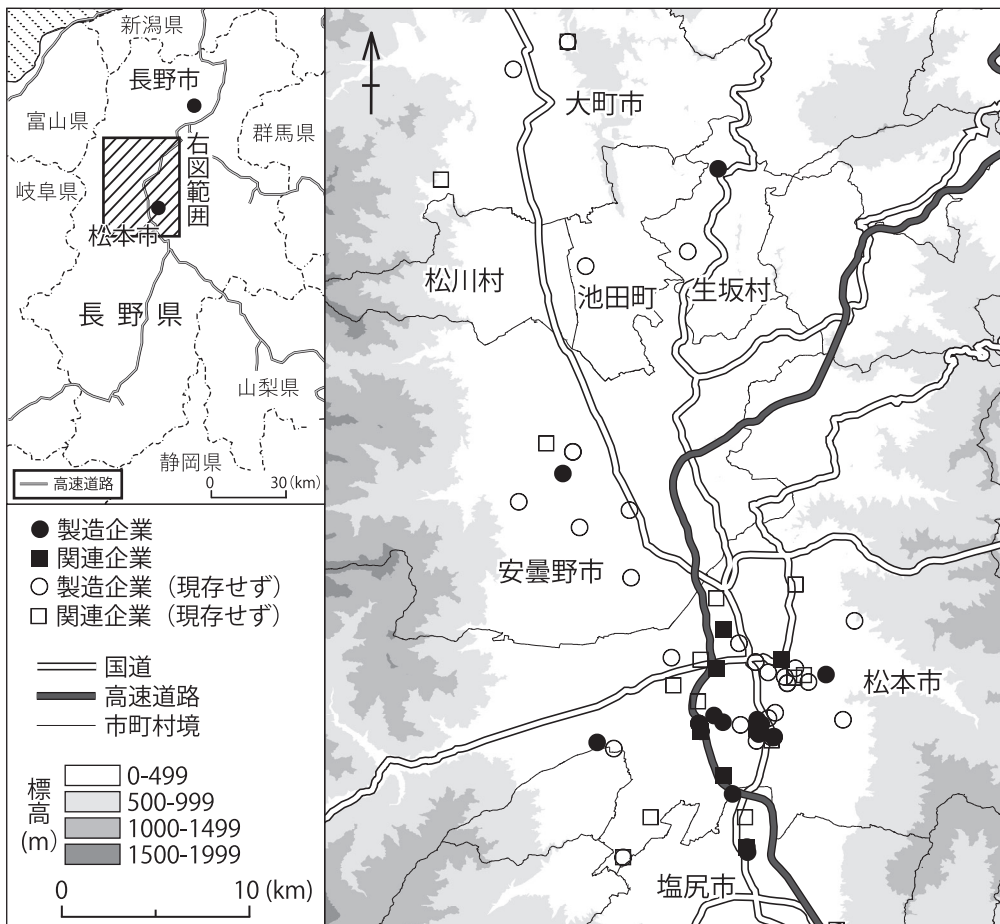 新潟県
長野市
富山県
群馬県
右図範囲
岐阜県
松本市
長野県
山梨県
静岡県
高速道路
0 30(km)
製造企業
関連企業
製造企業（現存せず）
関連企業（現存せず）
国道
高速道路
市町村境
標高(m)
0-499
500-999
1000-1499
1500-1999
0 10 (km)
大町市
松川村
池田町
生坂村
安曇野市
松本市
塩尻市